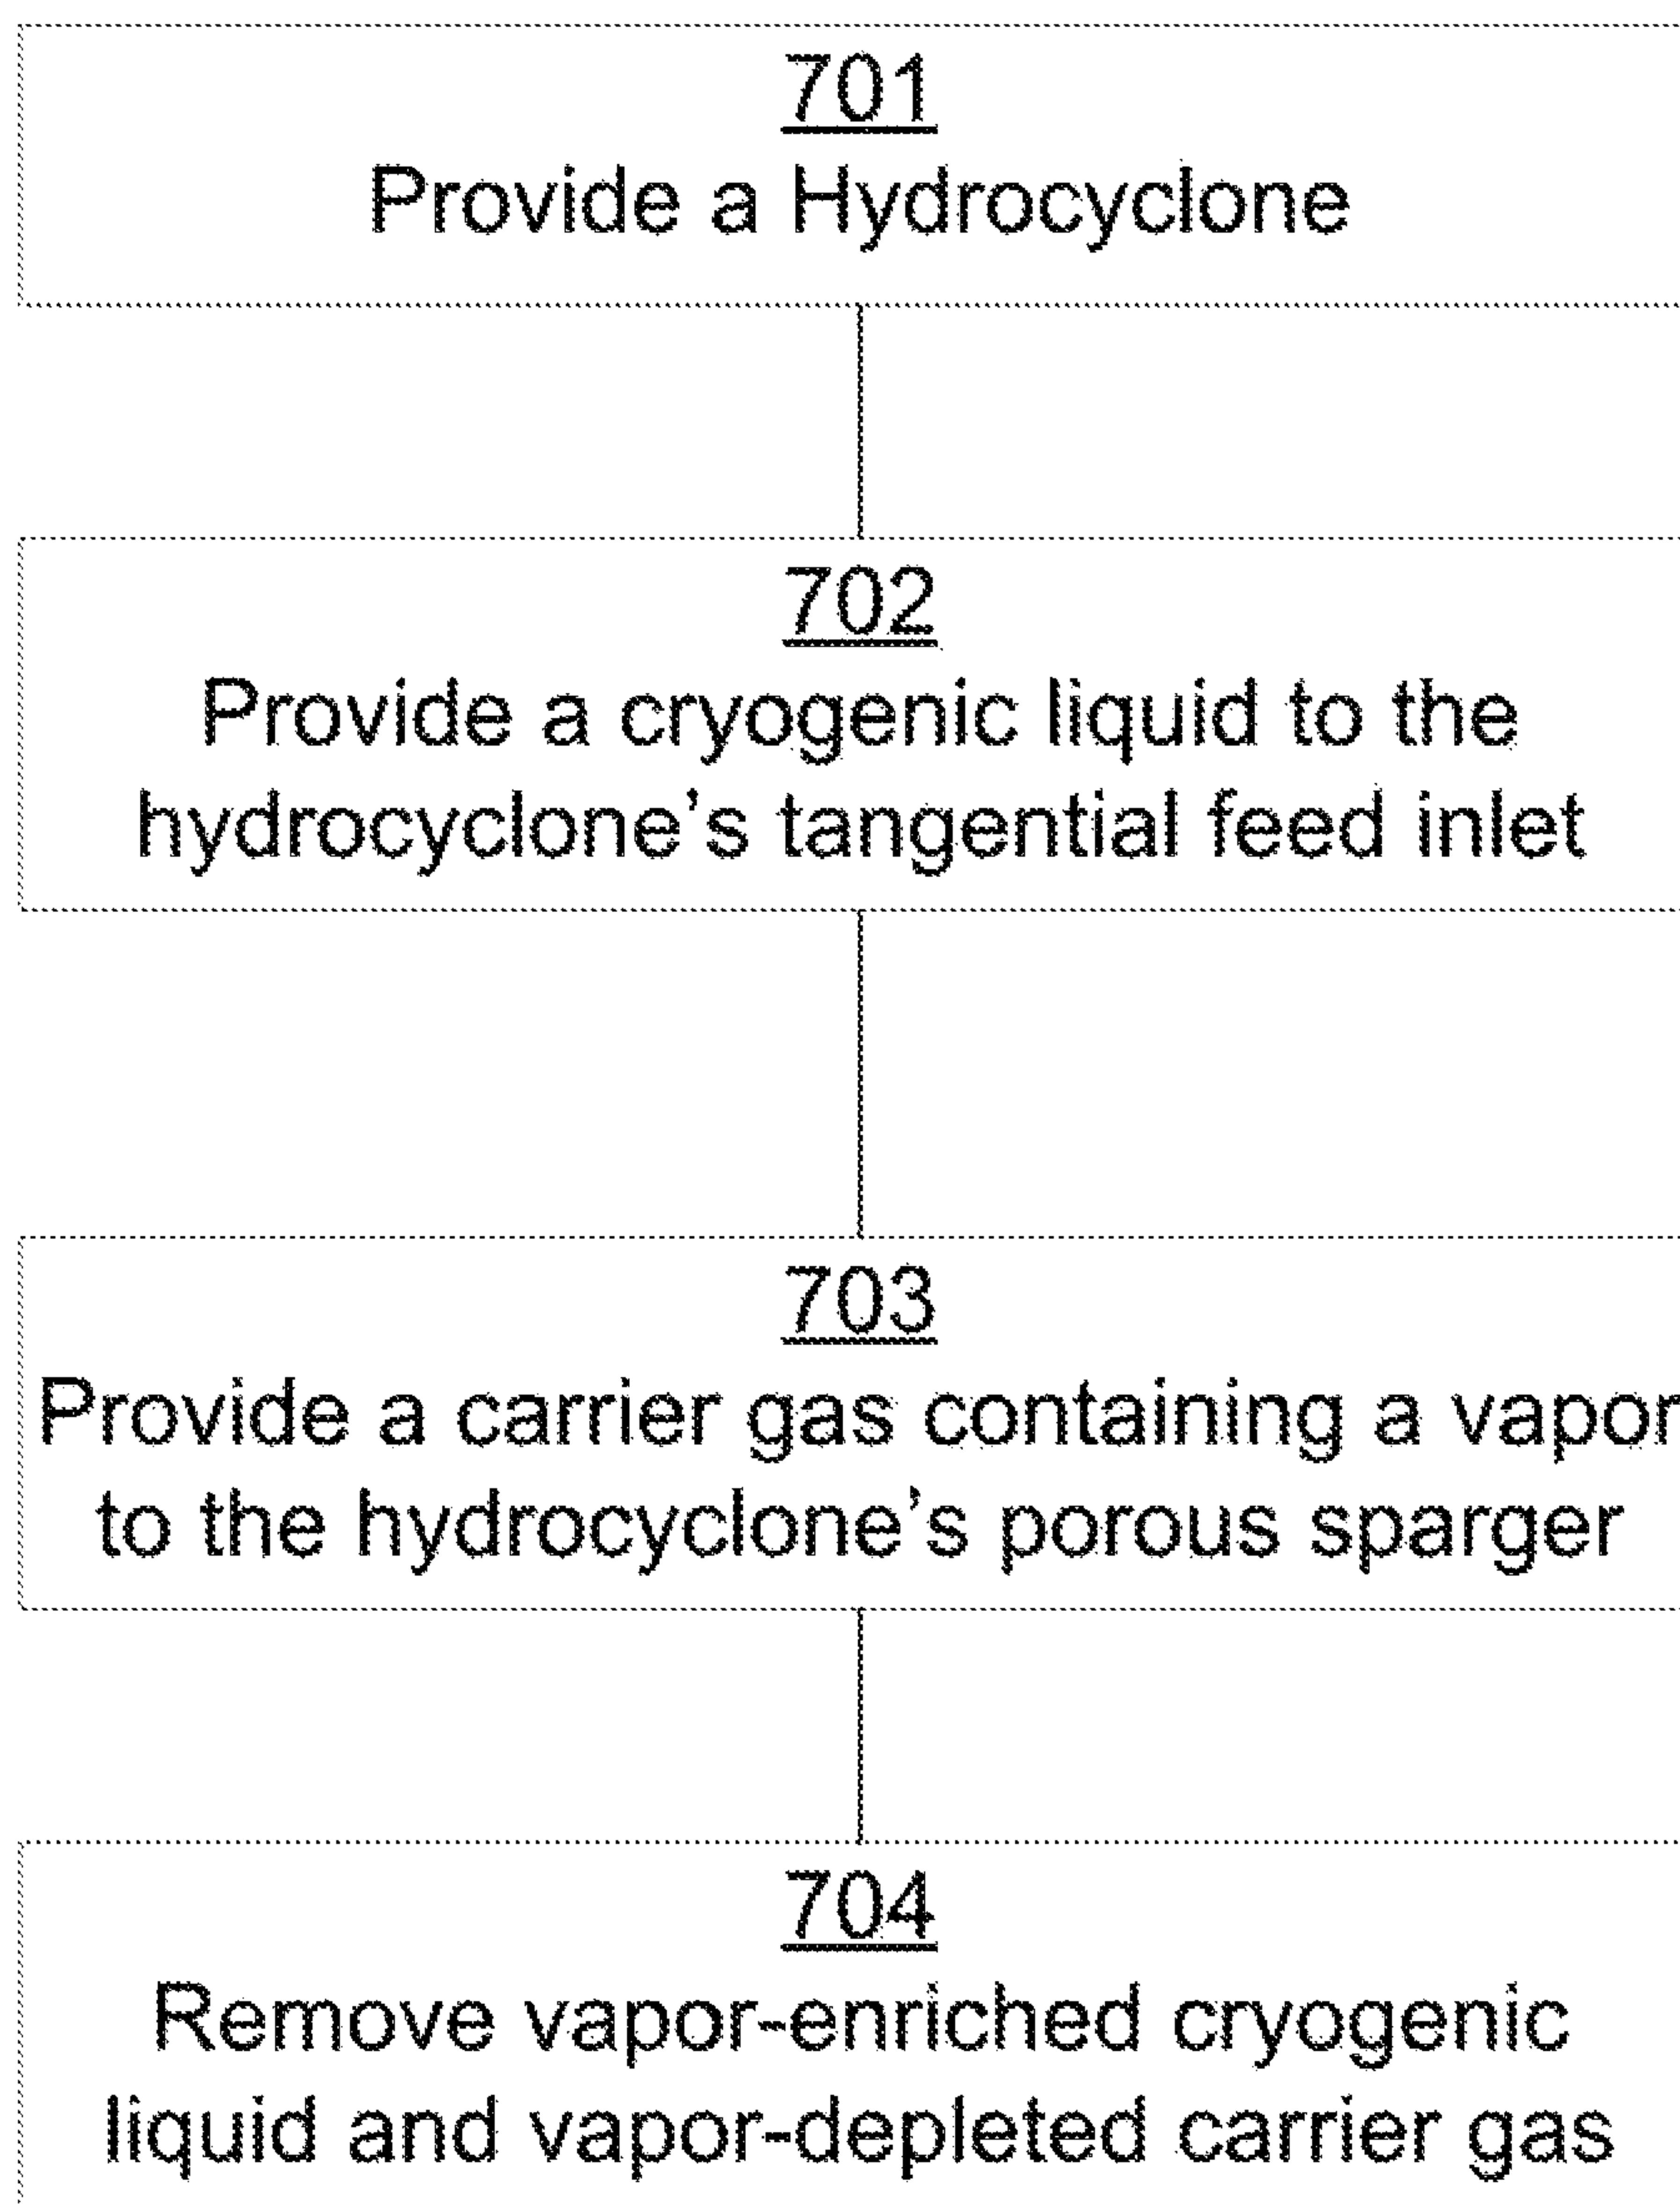 701
Provide a Hydrocyclone
702
Provide a cryogenic liquid to the
hydrocyclone’s tangential feed inlet
703
Provide a carrier gas containing a vapor
to the hydrocyclone’s porous sparger
704
Remove vapor-enriched cryogenic
liquid and vapor-depleted carrier gas